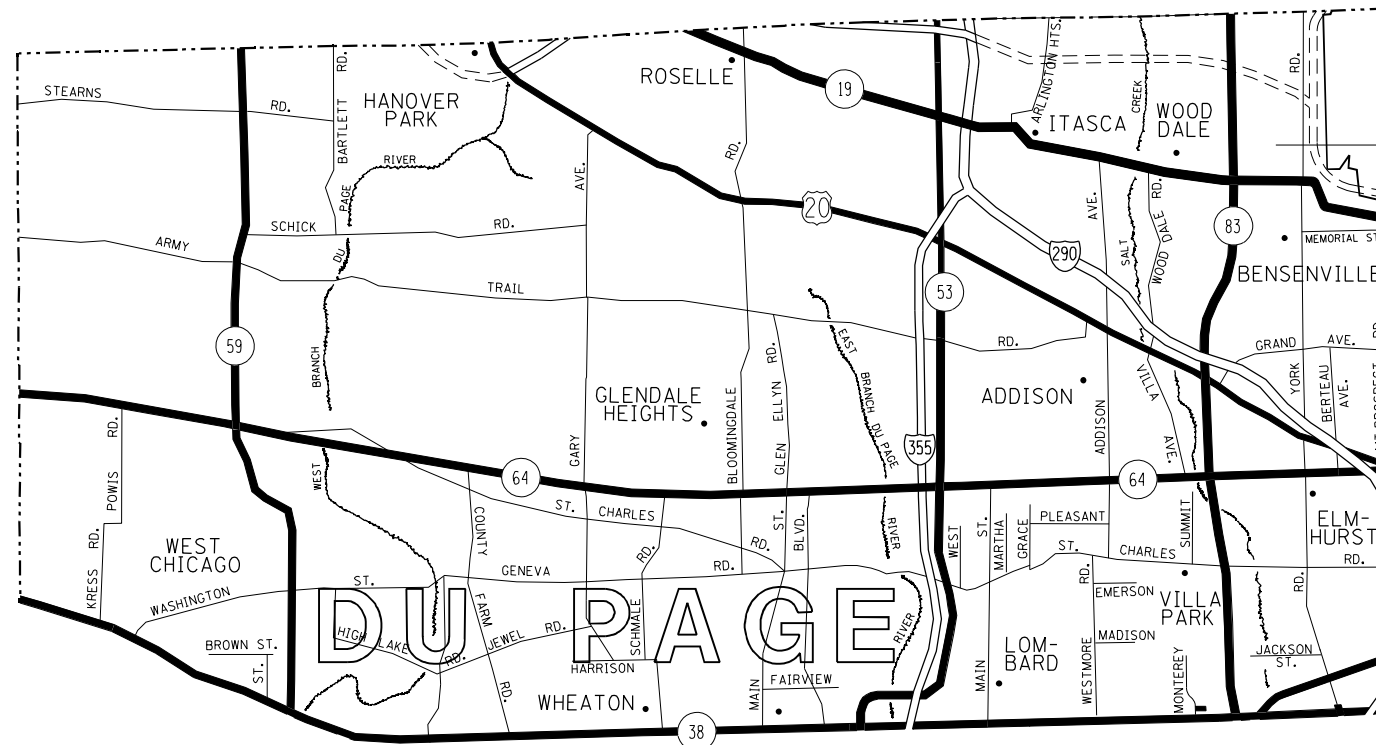 STEARNS
RD.
BARTLETT
RD.
HANOVER
PARK
RIVER
PAGE
DU
BRANCH
WEST
ROSELLE
19
ARLINGTON HTS.
ITASCA
CREEK
SALT
WOOD
DALE
RD.
AVE.
RD.
SCHICK
RD.
20
ARMY
TRAIL
RD.
59
290
53
83
MEMORIAL ST
BENSENVILLE
WOOD DALE
RD.
AVE.
ADDISON
GRAND
AVE.
YORK
BERTEAU
AVE.
EAST
BRANCH DU PAGE
RIVER
GLENDALE
HEIGHTS
BLOOMINGDALE
GLEN ELLYN
RD.
ADDISON
VILLA
AVE.
GARY
355
64
64
POWIS
RD.
KRESS
RD.
WEST
CHICAGO
COUNTY
FARM
RD.
ST.
CHARLES
RD.
RD.
ST.
BLVD.
WEST
ST.
MARTHA
GRACE
PLEASANT
ST.
CHARLES
RD.
SUMMIT
ELM-
HURST
WASHINGTON
ST.
GENEVA
RD.
DU PAGE
BROWN ST.
ST.
HIGH LAKE
RD.
JEWEL
RD.
SCHMALE
HARRISON
WHEATON
MAIN
FAIRVIEW
RIVER
MAIN
LOM-
BARD
RD.
EMERSON
MADISON
WESTMORE
VILLA
PARK
MONTEREY
RD.
JACKSON
ST.
38